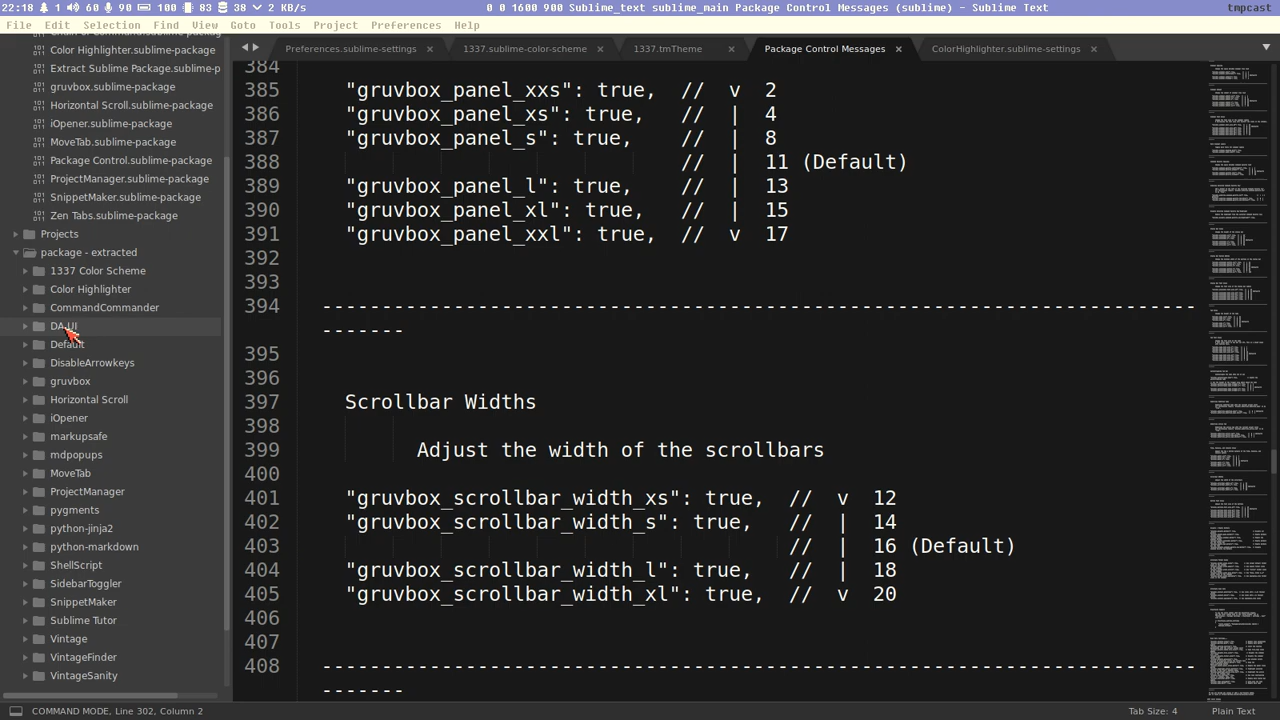 22:18 1 60 90 100 83 38 2 KB/s
0 0 1600 900 Sublime_text sublime_main Package Control Messages (sublime) - Sublime Text
tmpcast
File Edit Selection Find View Goto Tools Project Preferences Help
Preferences.sublime-settings
1337.sublime-color-scheme
1337.tmTheme
Package Control Messages
ColorHighlighter.sublime-settings
Color Highlighter.sublime-package
Extract Sublime Package.sublime-p
gruvbox.sublime-package
Horizontal Scroll.sublime-package
iOpener.sublime-package
MoveTab.sublime-package
Package Control.sublime-package
ProjectManager.sublime-package
SnippetMaker.sublime-package
Zen Tabs.sublime-package
Projects
package - extracted
1337 Color Scheme
Color Highlighter
CommandCommander
DA UI
Default
DisableArrowkeys
gruvbox
Horizontal Scroll
iOpener
markupsafe
mdpopups
MoveTab
ProjectManager
pygments
python-jinja2
python-markdown
ShellScript
SidebarToggler
SnippetMaker
Sublime Tutor
Vintage
VintageFinder
VintageSanity
384
385 "gruvbox_panel_xxs": true, // v 2
386 "gruvbox_panel_xs": true, // | 4
387 "gruvbox_panel_S": true, // | 8
388 // | 11 (Default)
389 "gruvbox_panel_l": true, // | 13
390 "gruvbox_panel_xl": true, // | 15
391 "gruvbox_panel_xxl": true, // v 17
392
393
394 -------------------------------------------------------------------------
-------
395
396
397 Scrollbar Width
398
399 Adjust the width of the scrollbars
400
401 "gruvbox_scrollbar_width_xs": true, // v 12
402 "gruvbox_scrollbar_width_s": true, // | 14
403 // | 16 (Default)
404 "gruvbox_scrollbar_width_l": true, // | 18
405 "gruvbox_scrollbar_width_xl": true, // v 20
406
407
408 -------------------------------------------------------------------------
-------
COMMAND MODE, Line 302, Column 2
Tab Size: 4
Plain Text